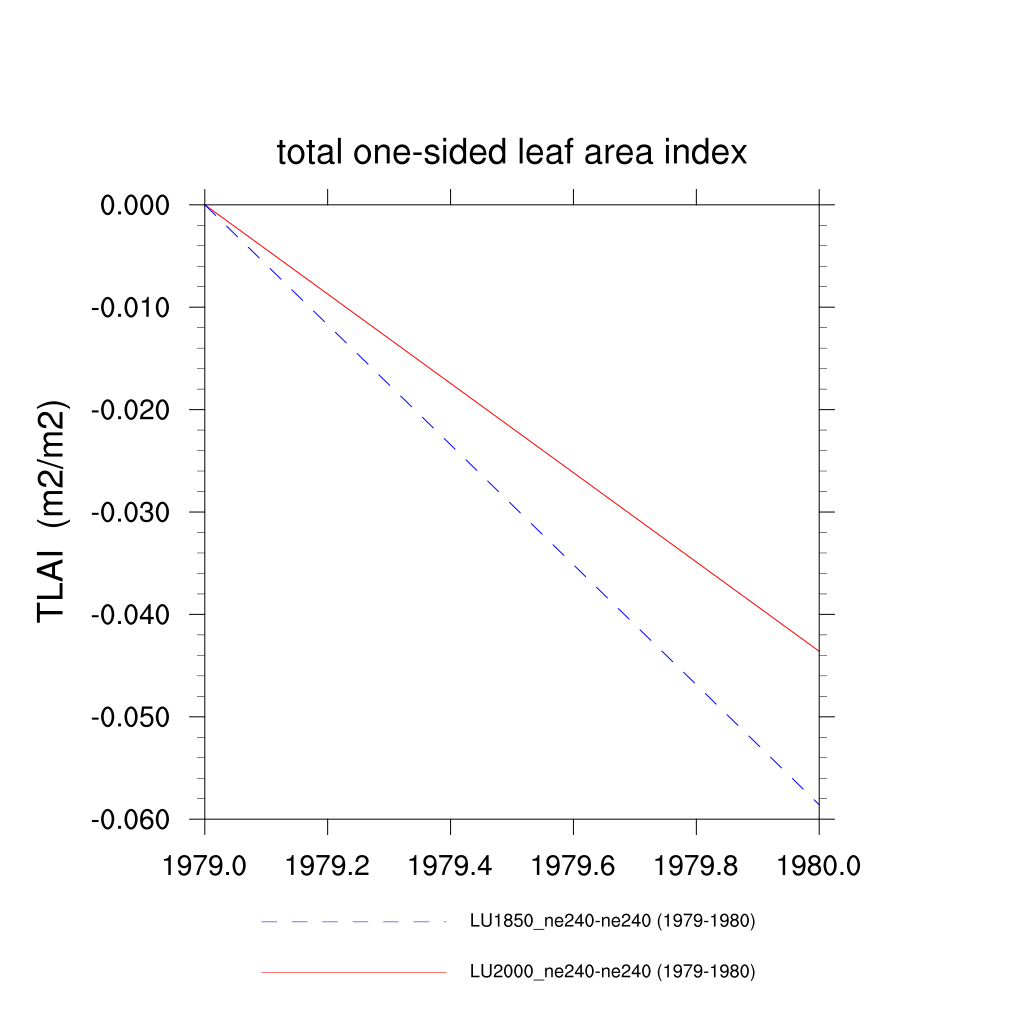 total one-sided leaf area index
0.000
-0.010
-0.020
-0.030
-0.040
-0.050
-0.060
TLAI (m2/m2)
1979.0 1979.2 1979.4 1979.6 1979.8 1980.0
LU1850_ne240-ne240 (1979-1980)
LU2000_ne240-ne240 (1979-1980)